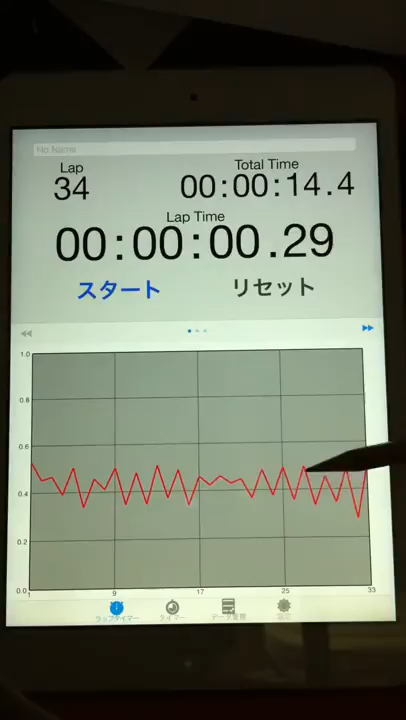 No Name
Lap
34
Total Time
00:00:14.4
Lap Time
00:00:00.29
スタート
リセット
1.0
0.8
0.6
0.4
0.2
0.0
1
9
17
25
33
ラップタイマー
タイマー
データ管理
設定